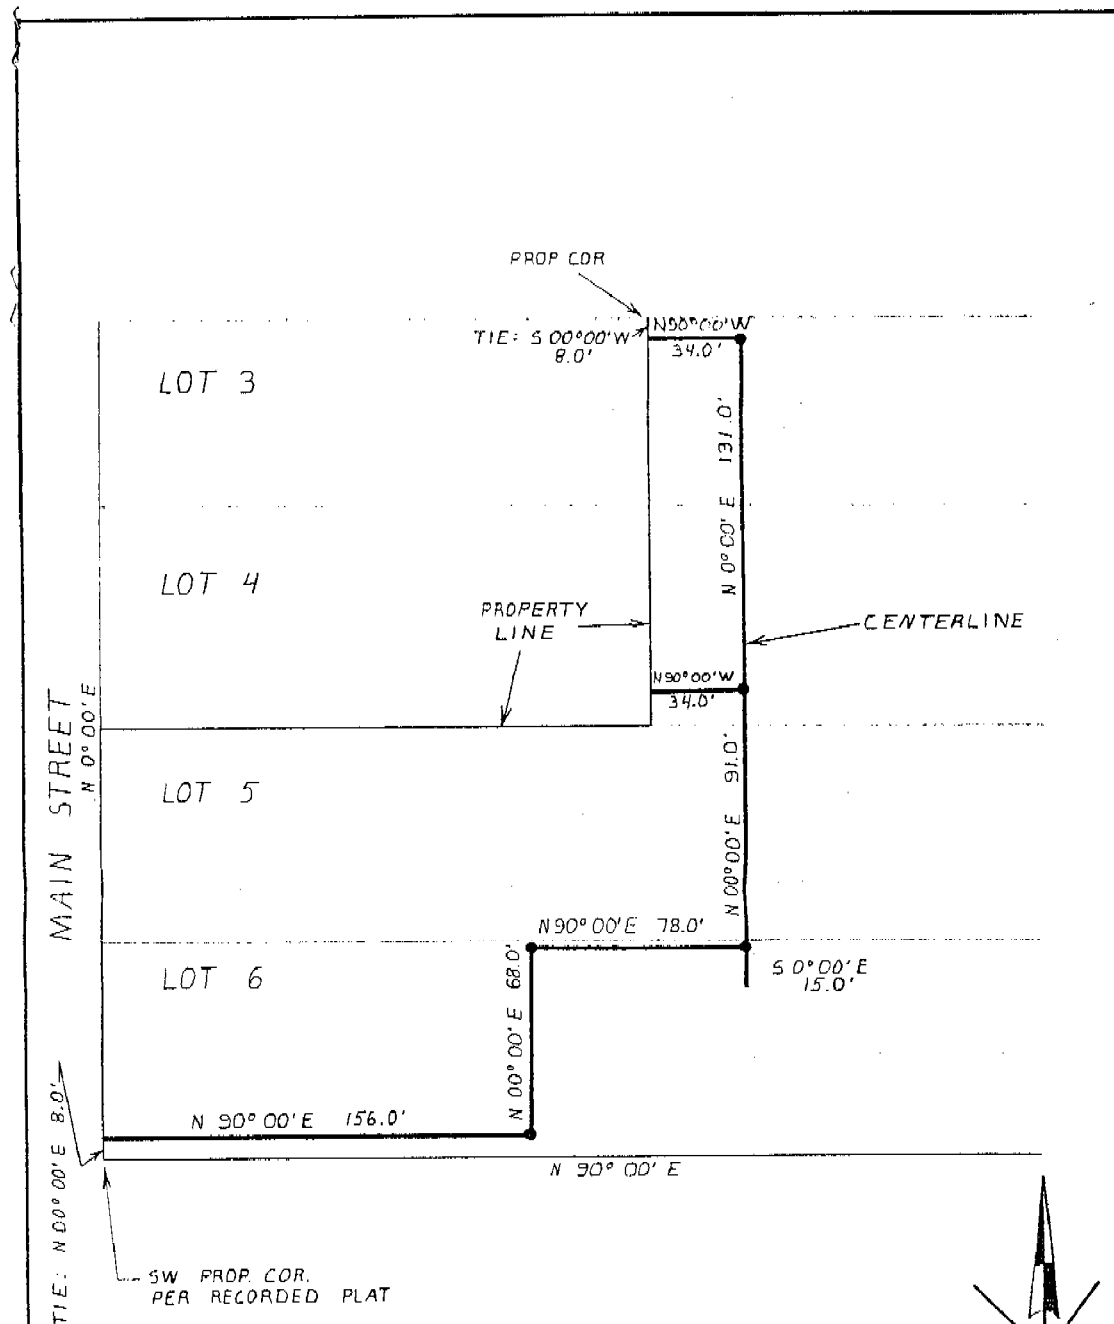 PROP COR
N90°00'W
TIE: S 00°00'W
8.0'
34.0'
LOT 3
131.0'
N 0°00' E
LOT 4
PROPERTY
LINE
CENTERLINE
N90°00'W
34.0'
MAIN STREET
N 0°00'E
LOT 5
91.0'
N 00°00' E
N90°00'E 78.0'
S 0°00'E
15.0'
LOT 6
N 00°00'E 68.0'
N 90°00'E 156.0'
N 90°00'E
TIE: N00°00'E 8.0'
SW PROP. COR.
PER RECORDED PLAT